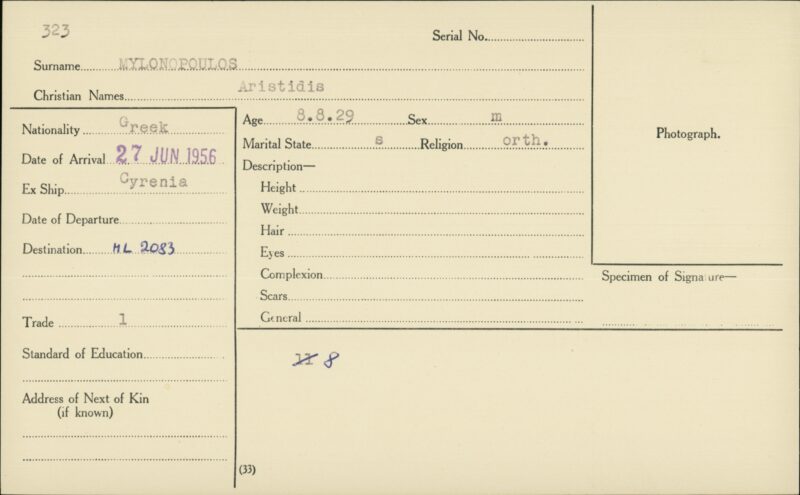 323
Serial No.
Surname MYLONOPOULOS
Christian Names Aristidis
Nationality Greek
Date of Arrival 27 JUN 1956
Ex Ship Cyrenia
Date of Departure
Destination ML 2083
Trade 1
Standard of Education
Address of Next of Kin
(if known)
Age 8.8.29 Sex m
Marital State s Religion orth.
Description—
Height
Weight
Hair
Eyes
Complexion
Scars
General
11 8
(33)
Photograph.
Specimen of Signature—